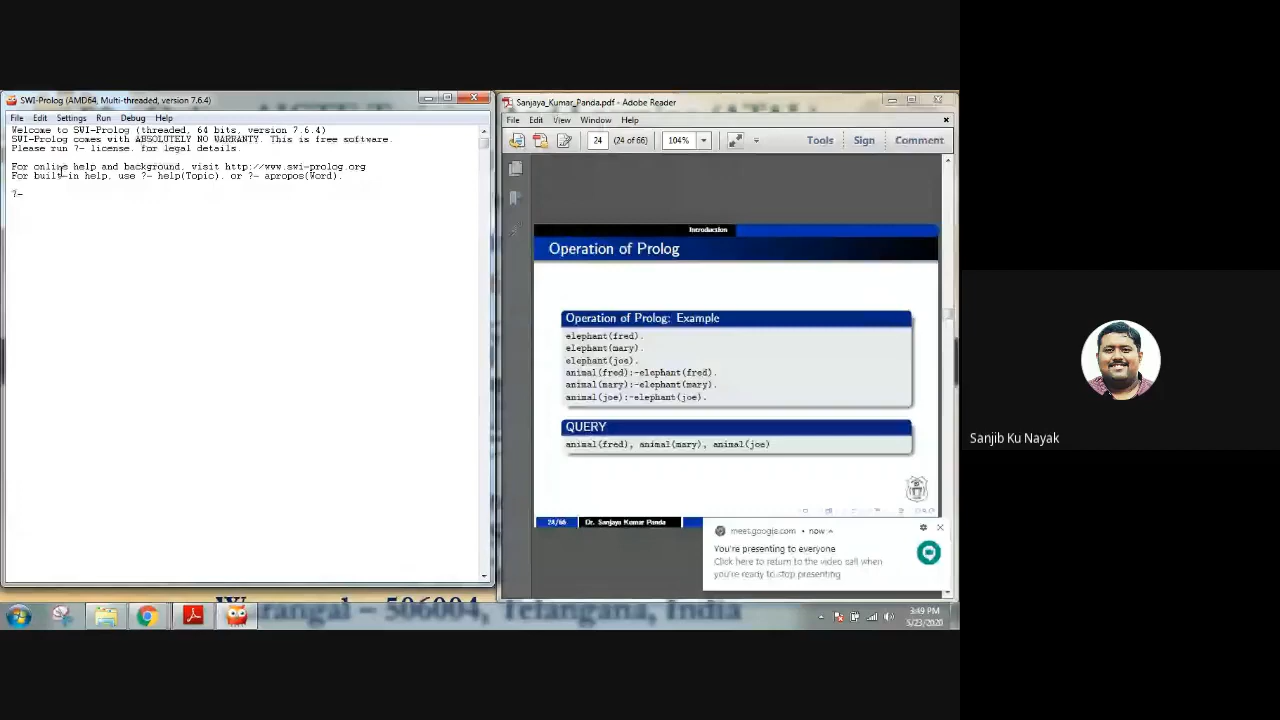 SWI-Prolog (AMD64, Multi-threaded, version 7.6.4)
File Edit Settings Run Debug Help
Welcome to SWI-Prolog (threaded, 64 bits, version 7.6.4)
SWI-Prolog comes with ABSOLUTELY NO WARRANTY. This is free software.
Please run ?- license. for legal details.
For online help and background, visit http://www.swi-prolog.org
For built-in help, use ?- help(Topic). or ?- apropos(Word).
?-
Sanjaya_Kumar_Panda.pdf - Adobe Reader
File Edit View Window Help
24 (24 of 66) 104% Tools Sign Comment
Introduction
Operation of Prolog
Operation of Prolog: Example
elephant(fred).
elephant(mary).
elephant(joe).
animal(fred):-elephant(fred).
animal(mary):-elephant(mary).
animal(joe):-elephant(joe).
QUERY
animal(fred), animal(mary), animal(joe)
24/66 Dr. Sanjaya Kumar Panda
meet.google.com • now
You're presenting to everyone
Click here to return to the video call when
you're ready to stop presenting
rangal – 506004, Telangana, India
3:49 PM
5/23/2020
Sanjib Ku Nayak